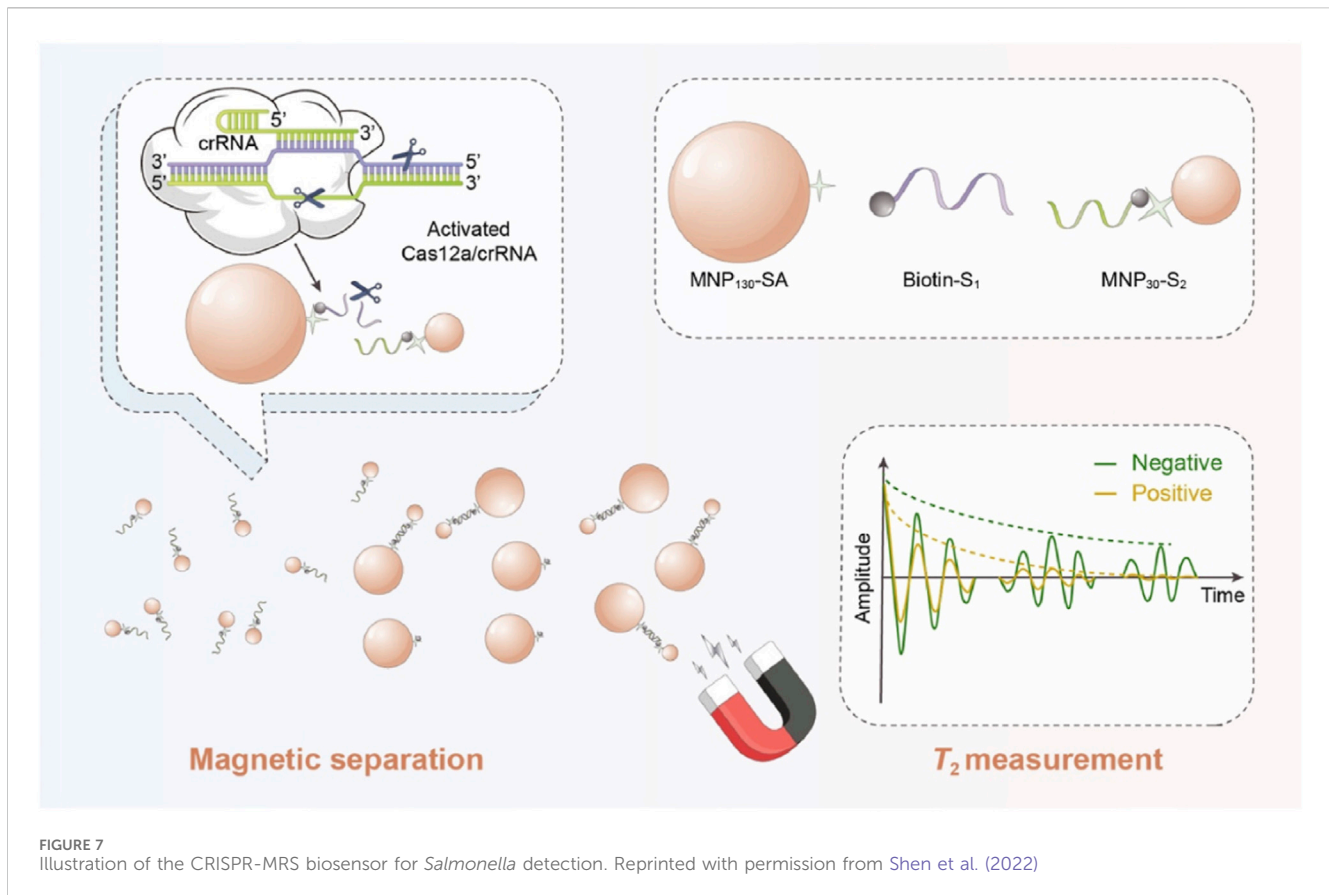 5’
crRNA
3’
3’
5’
5’
3’
Activated
Cas12a/crRNA
MNP₁₃₀-SA
Biotin-S₁
MNP₃₀-S₂
Negative
Positive
Amplitude
Time
Magnetic separation
T₂ measurement
FIGURE 7
Illustration of the CRISPR-MRS biosensor for Salmonella detection. Reprinted with permission from Shen et al. (2022)